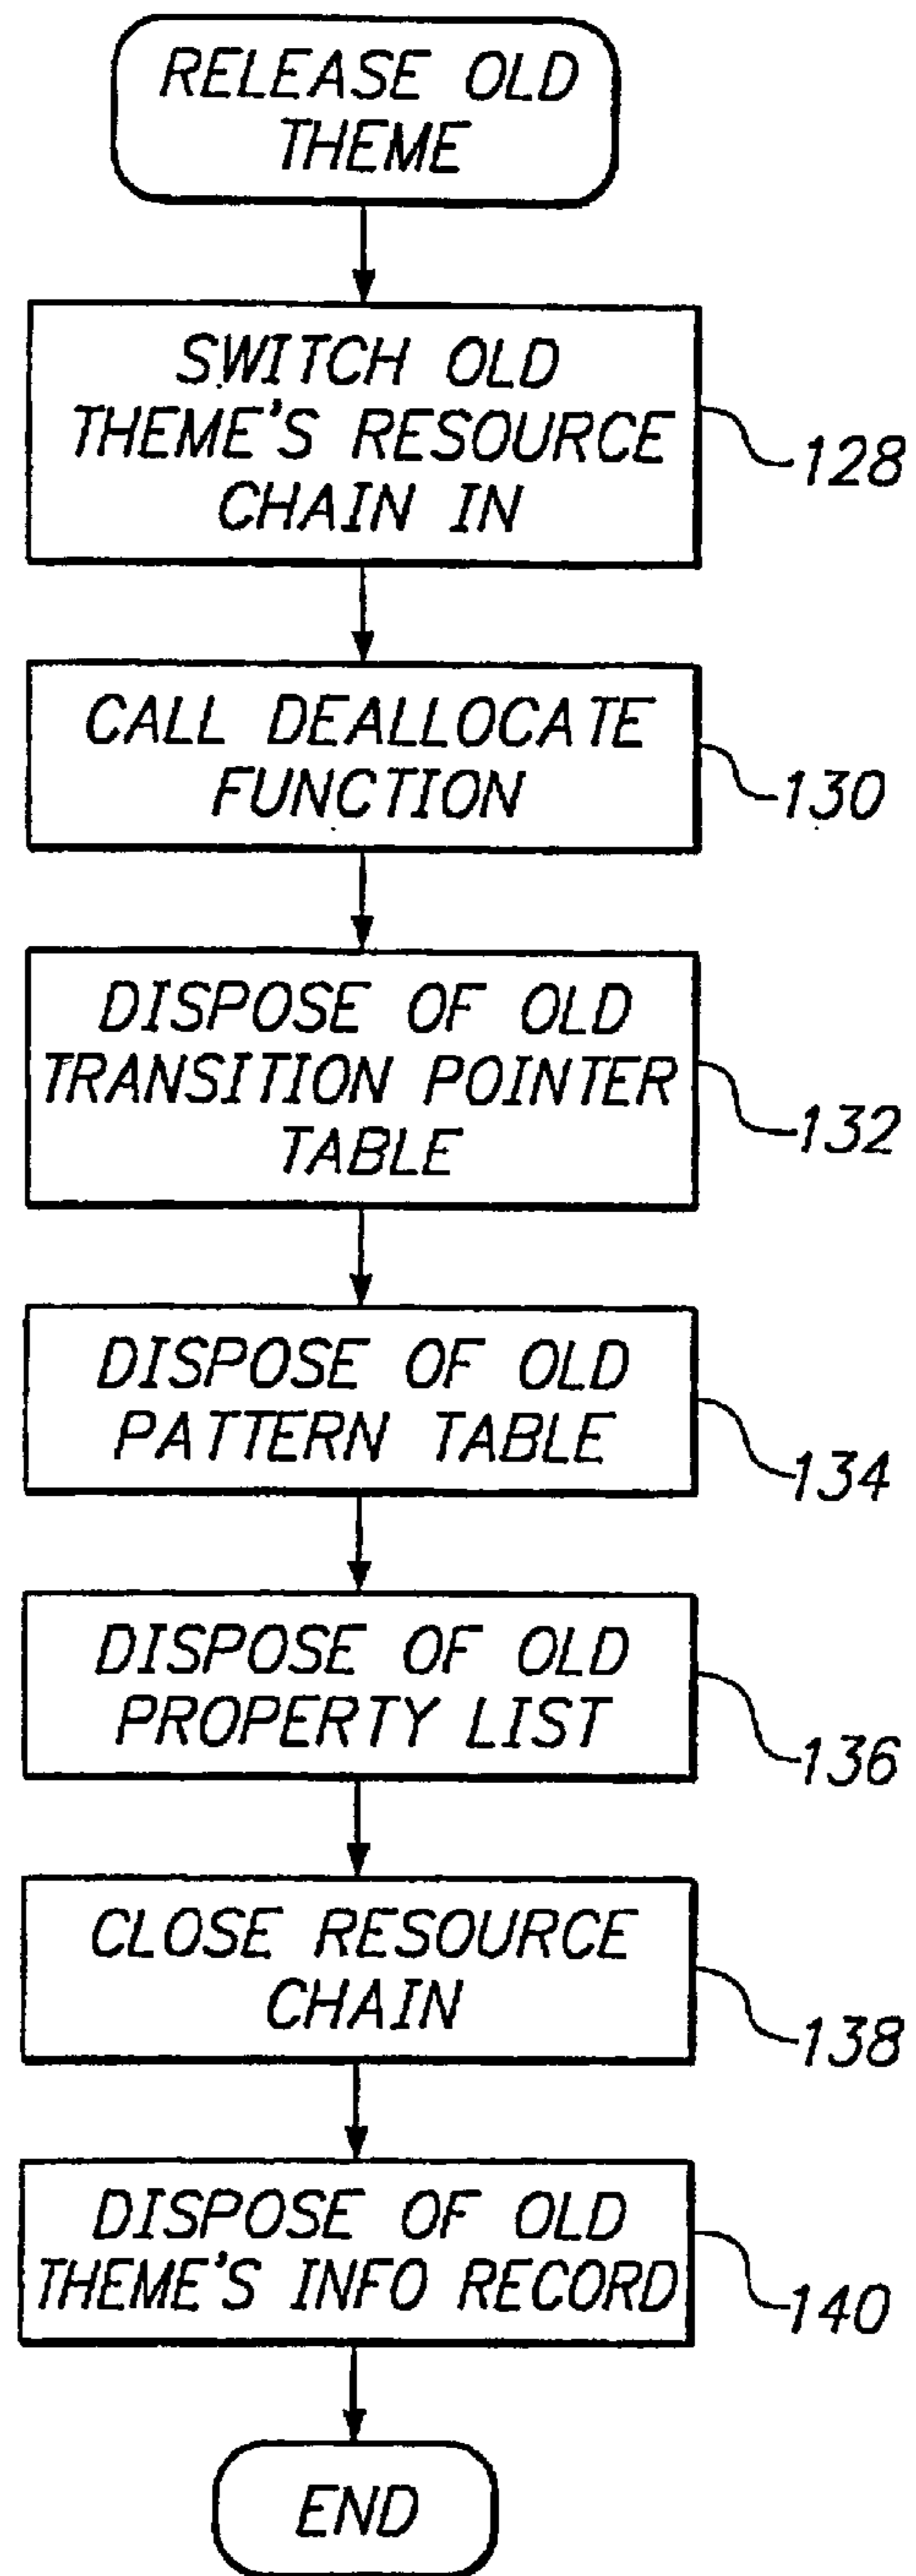 RELEASE OLD
THEME
SWITCH OLD
THEME'S RESOURCE
CHAIN IN
128
CALL DEALLOCATE
FUNCTION
130
DISPOSE OF OLD
TRANSITION POINTER
TABLE
132
DISPOSE OF OLD
PATTERN TABLE
134
DISPOSE OF OLD
PROPERTY LIST
136
CLOSE RESOURCE
CHAIN
138
DISPOSE OF OLD
THEME'S INFO RECORD
140
END